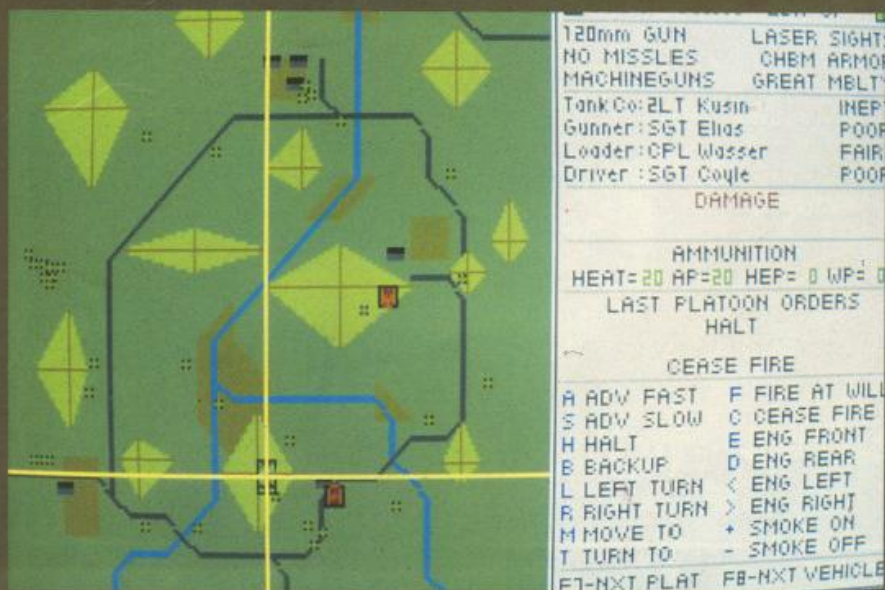 120mm GUN LASER SIGHTS
NO MISSLES CHBM ARMOR
MACHINEGUNS GREAT MBLTY
Tank Co: 2LT Kusin INEP
Gunner: SGT Elias POOR
Loader: CPL Wasser FAIR
Driver: SGT Coyle POOR
DAMAGE
AMMUNITION
HEAT=20 AP=20 HEP= 0 WP= 0
LAST PLATOON ORDERS
HALT
CEASE FIRE
A ADV FAST F FIRE AT WILL
S ADV SLOW C CEASE FIRE
H HALT E ENG FRONT
B BACKUP D ENG REAR
L LEFT TURN < ENG LEFT
R RIGHT TURN > ENG RIGHT
M MOVE TO + SMOKE ON
T TURN TO - SMOKE OFF
F7-NXT PLAT F8-NXT VEHICLE